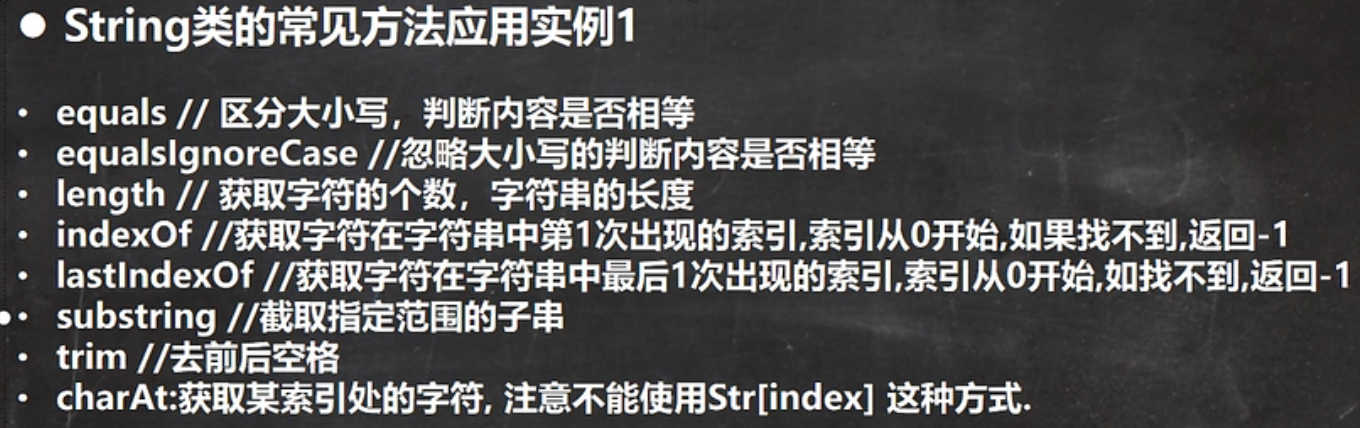 ● String类的常见方法应用实例1
• equals // 区分大小写，判断内容是否相等
• equalsIgnoreCase //忽略大小写的判断内容是否相等
• length // 获取字符的个数，字符串的长度
• indexOf //获取字符在字符串中第1次出现的索引,索引从0开始,如果找不到,返回-1
• lastIndexOf //获取字符在字符串中最后1次出现的索引,索引从0开始,如找不到,返回-1
• substring //截取指定范围的子串
• trim //去前后空格
• charAt:获取某索引处的字符, 注意不能使用Str[index] 这种方式.